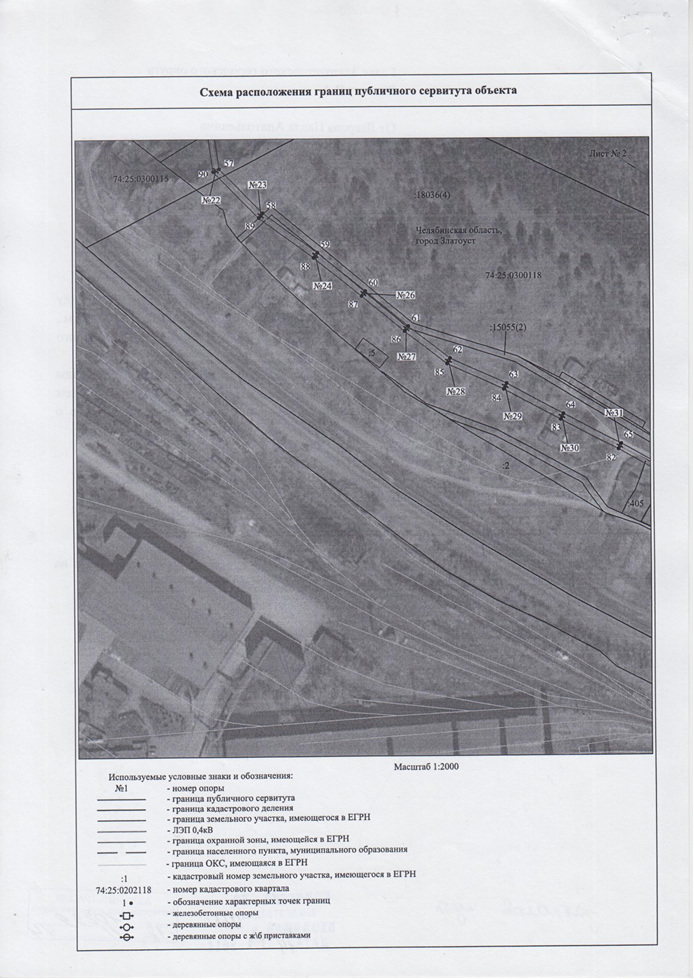 Схема расположения границ публичного сервитута объекта
Лист № 2
57
90
74:25:0300115
№23
:18036(4)
№22
58
89
Челябинская область,
город Златоуст
59
88
74:25:0300118
№24
60
87
№26
61
:15055(2)
86
№27
62
:5
85
63
№28
84
64
№31
№29
83
65
№30
82
:2
:405
Масштаб 1:2000
Используемые условные знаки и обозначения:
№1 - номер опоры
- граница публичного сервитута
- граница кадастрового деления
- граница земельного участка, имеющегося в ЕГРН
- ЛЭП 0,4кВ
- граница охранной зоны, имеющейся в ЕГРН
- граница населенного пункта, муниципального образования
- граница ОКС, имеющаяся в ЕГРН
:1 - кадастровый номер земельного участка, имеющегося в ЕГРН
74:25:0202118 - номер кадастрового квартала
1 • - обозначение характерных точек границ
- железобетонные опоры
- деревянные опоры
- деревянные опоры с ж\б приставками